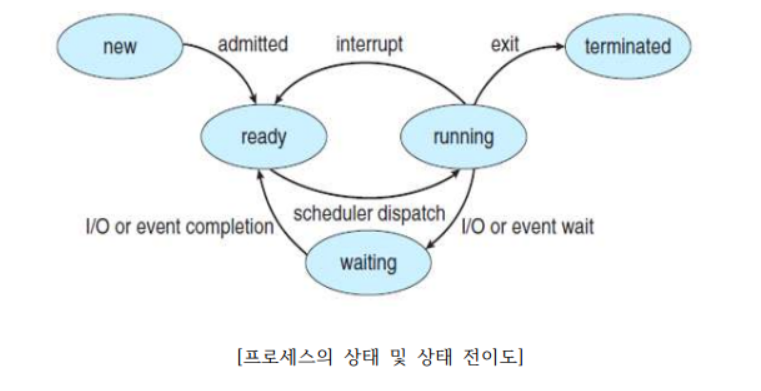 new
admitted
interrupt
exit
terminated
ready
running
scheduler dispatch
I/O or event completion
I/O or event wait
waiting
[프로세스의 상태 및 상태 전이도]